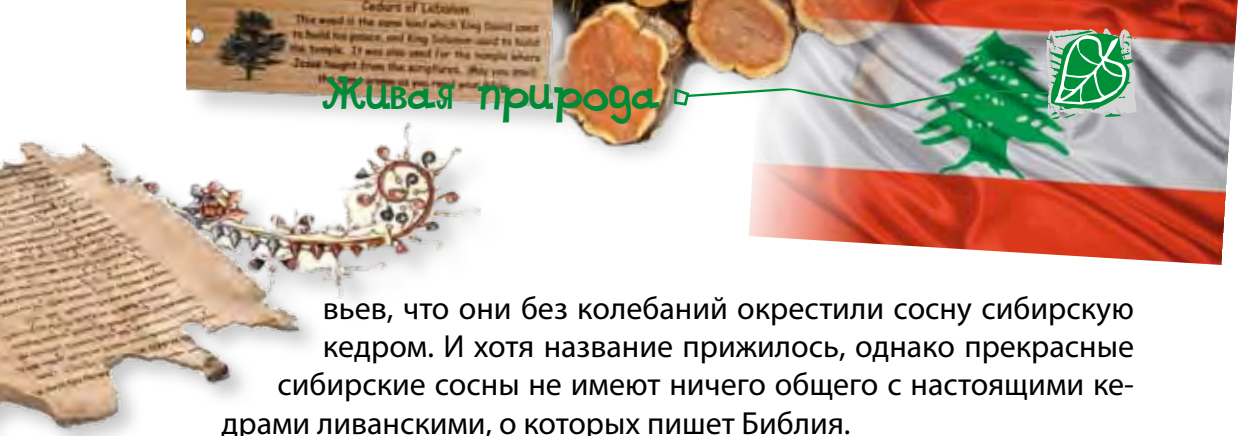 Cedars of Lebanon
This wood is the same kind which King David used
to build his palace, and King Solomon used to build
the temple. It was also used for the temple where
Jesus taught from the scriptures. May you
Живая природа
вьев, что они без колебаний окрестили сосну сибирскую
кедром. И хотя название прижилось, однако прекрасные
сибирские сосны не имеют ничего общего с настоящими ке-
драми ливанскими, о которых пишет Библия.